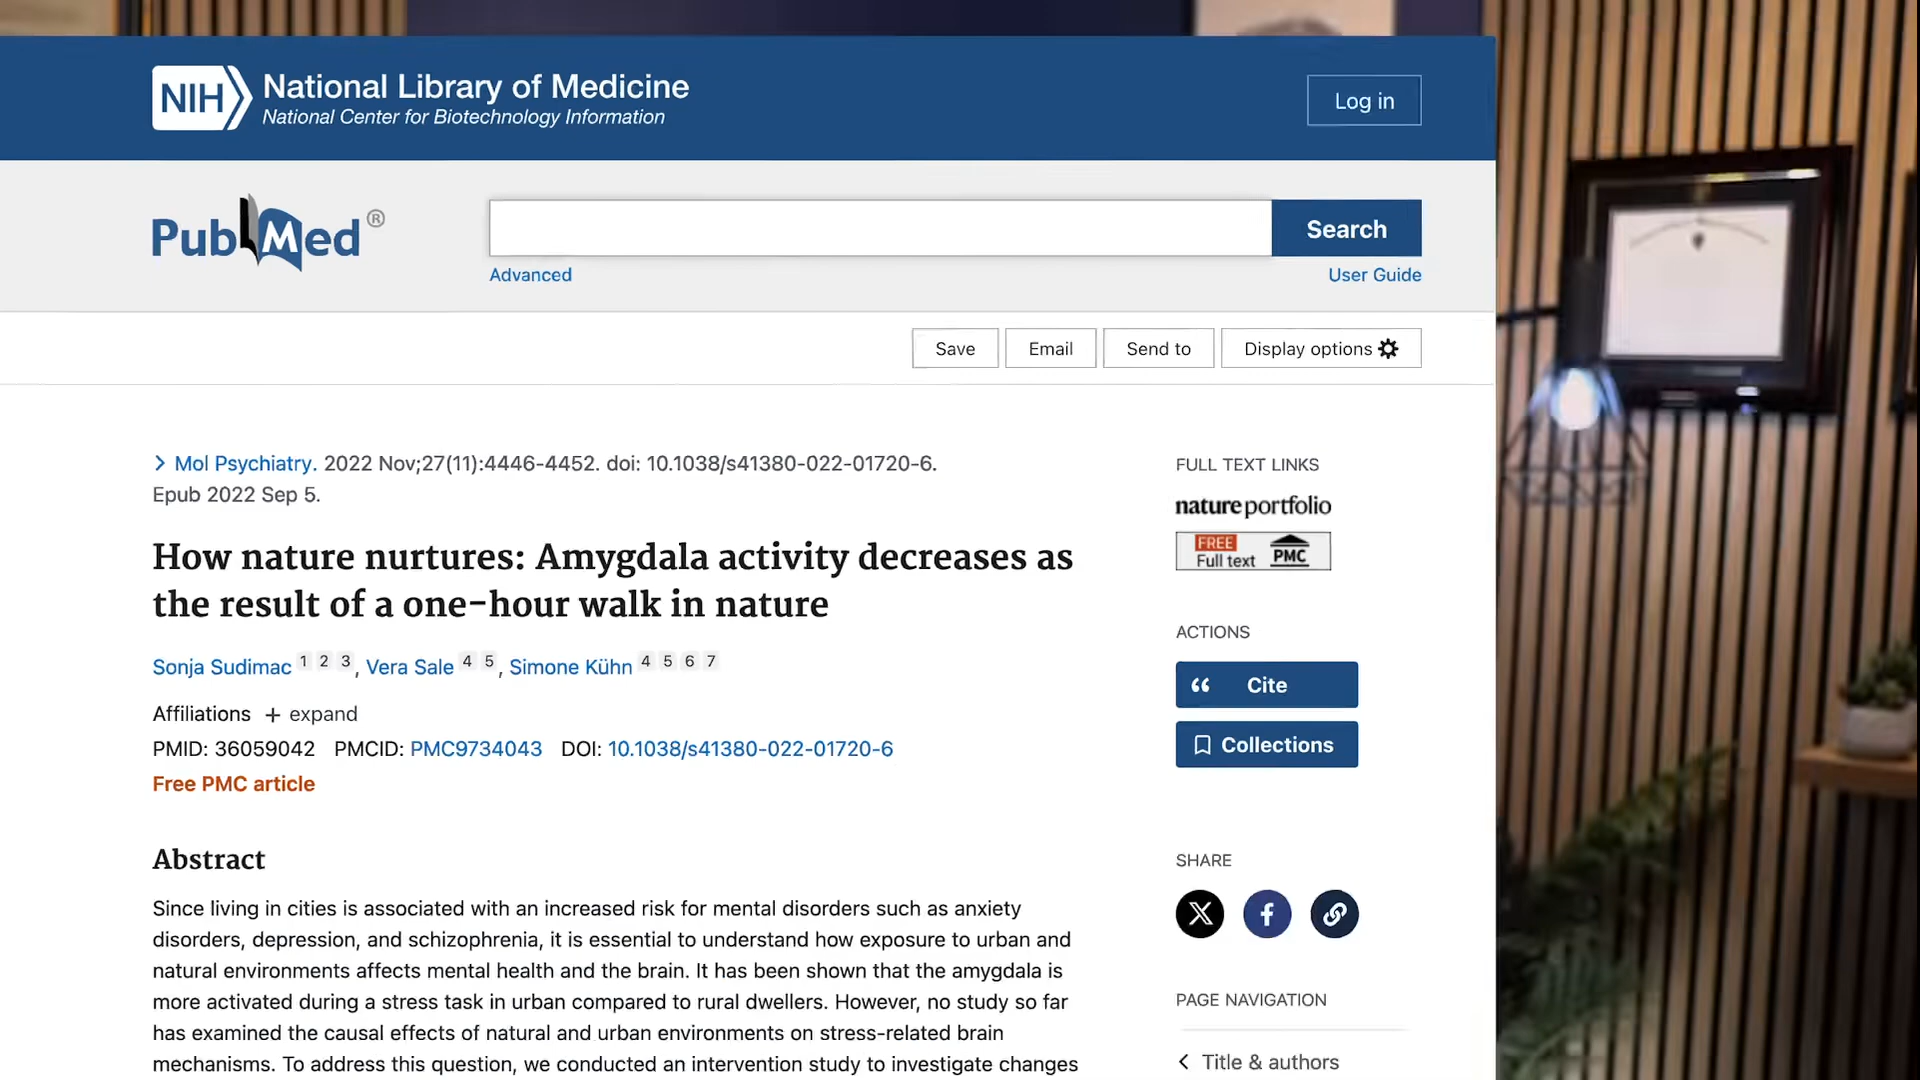 NIH
National Library of Medicine
National Center for Biotechnology Information
Log in
PubMed®
Search
Advanced
User Guide
Save
Email
Send to
Display options
Mol Psychiatry. 2022 Nov;27(11):4446-4452. doi: 10.1038/s41380-022-01720-6.
Epub 2022 Sep 5.
How nature nurtures: Amygdala activity decreases as
the result of a one-hour walk in nature
Sonja Sudimac 1 2 3, Vera Sale 4 5, Simone Kühn 4 5 6 7
Affiliations + expand
PMID: 36059042 PMCID: PMC9734043 DOI: 10.1038/s41380-022-01720-6
Free PMC article
Abstract
Since living in cities is associated with an increased risk for mental disorders such as anxiety
disorders, depression, and schizophrenia, it is essential to understand how exposure to urban and
natural environments affects mental health and the brain. It has been shown that the amygdala is
more activated during a stress task in urban compared to rural dwellers. However, no study so far
has examined the causal effects of natural and urban environments on stress-related brain
mechanisms. To address this question, we conducted an intervention study to investigate changes
FULL TEXT LINKS
nature portfolio
FREE
Full text
PMC
ACTIONS
Cite
Collections
SHARE
PAGE NAVIGATION
Title & authors